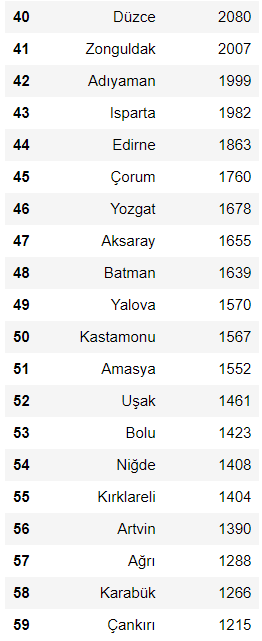 40 Düzce 2080
41 Zonguldak 2007
42 Adıyaman 1999
43 Isparta 1982
44 Edirne 1863
45 Çorum 1760
46 Yozgat 1678
47 Aksaray 1655
48 Batman 1639
49 Yalova 1570
50 Kastamonu 1567
51 Amasya 1552
52 Uşak 1461
53 Bolu 1423
54 Niğde 1408
55 Kırklareli 1404
56 Artvin 1390
57 Ağrı 1288
58 Karabük 1266
59 Çankırı 1215